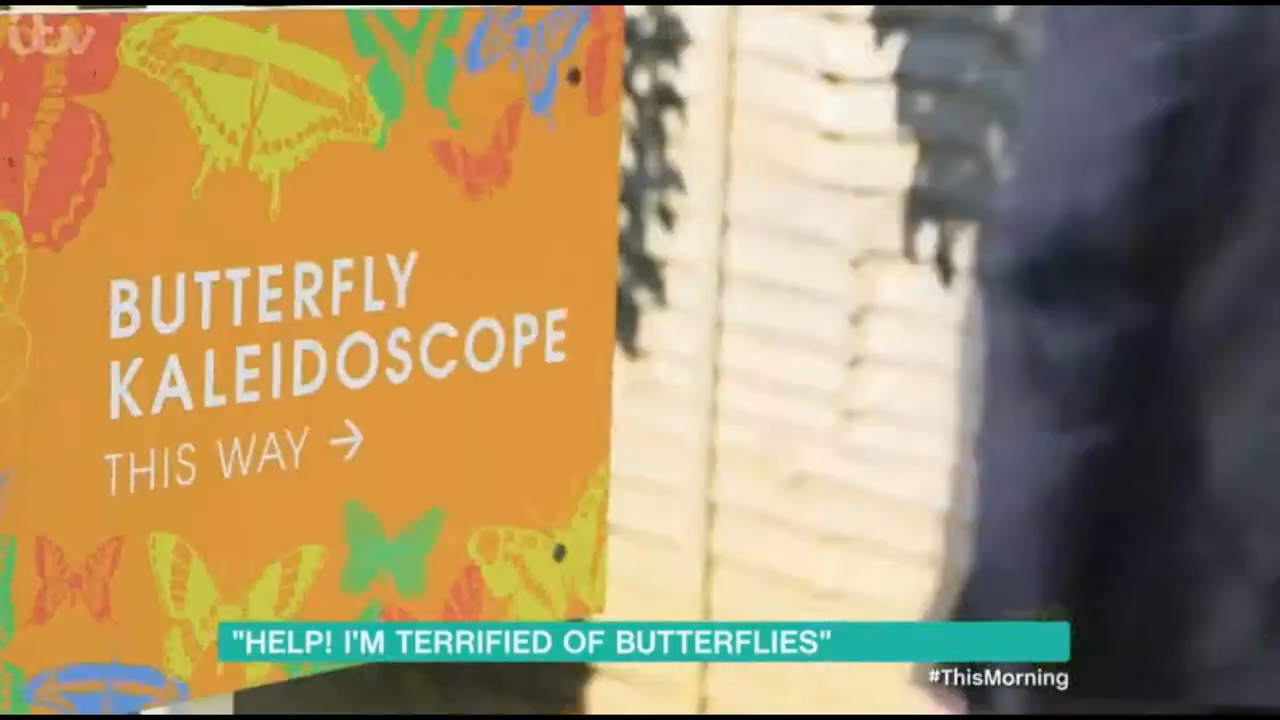 itv
BUTTERFLY
KALEIDOSCOPE
THIS WAY →
"HELP! I'M TERRIFIED OF BUTTERFLIES"
#ThisMorning